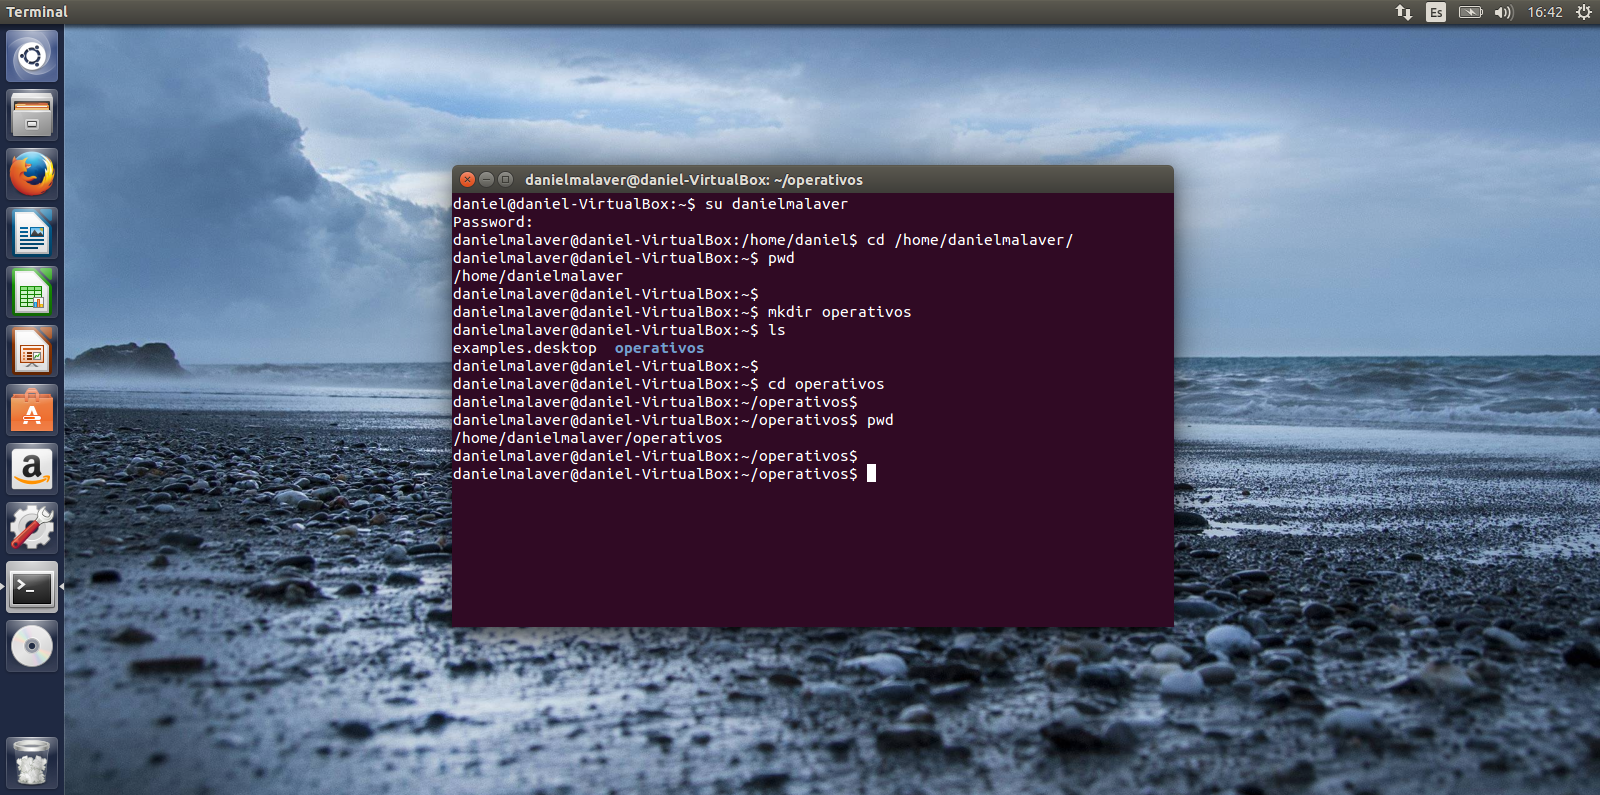 Terminal
Es
16:42
danielmalaver@daniel-VirtualBox: ~/operativos
daniel@daniel-VirtualBox:~$ su danielmalaver
Password:
danielmalaver@daniel-VirtualBox:/home/daniel$ cd /home/danielmalaver/
danielmalaver@daniel-VirtualBox:~$ pwd
/home/danielmalaver
danielmalaver@daniel-VirtualBox:~$
danielmalaver@daniel-VirtualBox:~$ mkdir operativos
danielmalaver@daniel-VirtualBox:~$ ls
examples.desktop  operativos
danielmalaver@daniel-VirtualBox:~$
danielmalaver@daniel-VirtualBox:~$ cd operativos
danielmalaver@daniel-VirtualBox:~/operativos$
danielmalaver@daniel-VirtualBox:~/operativos$ pwd
/home/danielmalaver/operativos
danielmalaver@daniel-VirtualBox:~/operativos$
danielmalaver@daniel-VirtualBox:~/operativos$